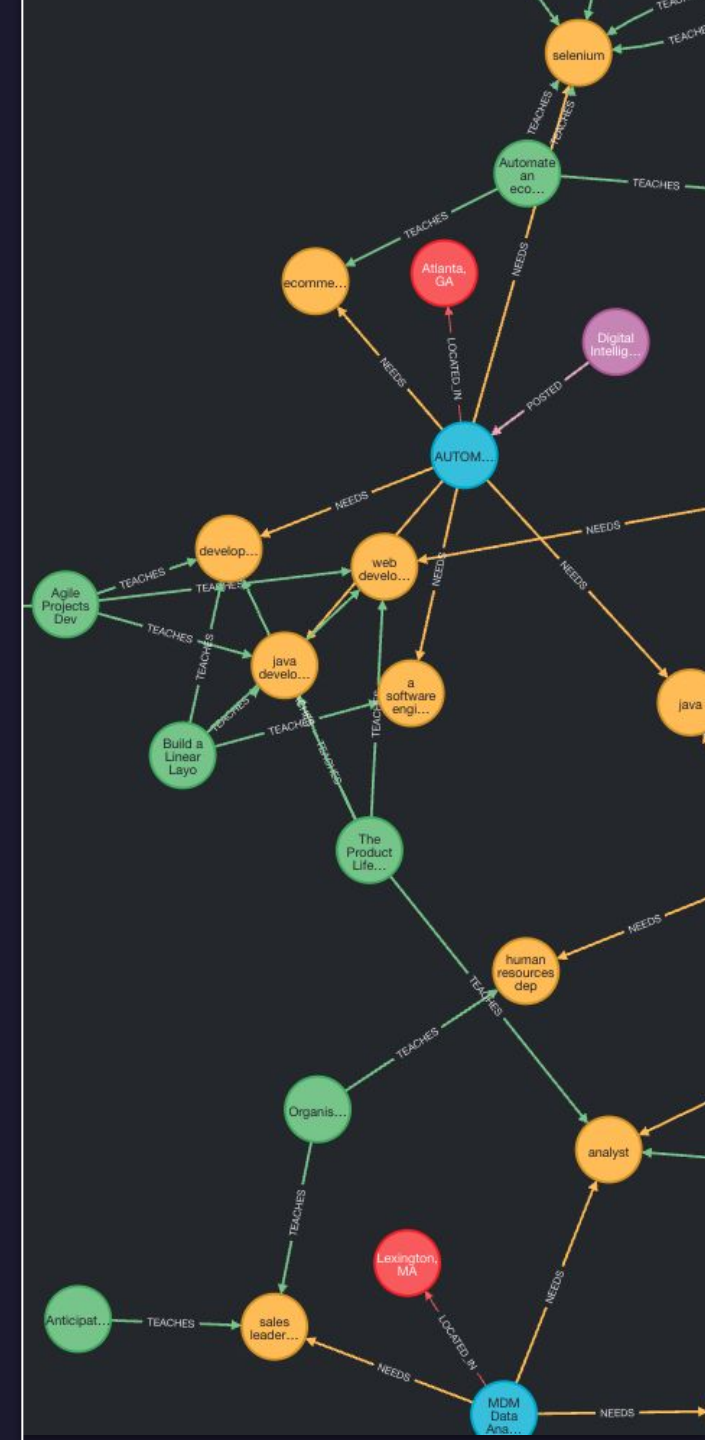 TEACHES
selenium
TEACHES
TEACHES
Automate
an
eco...
TEACHES
TEACHES
NEEDS
Atlanta,
GA
ecomme...
Digital
Intellig...
LOCATED_IN
NEEDS
POSTED
AUTOM...
NEEDS
NEEDS
develop...
web
develo...
NEEDS
NEEDS
TEACHES
TEACHES
Agile
Projects
Dev
TEACHES
TEACHES
java
develo...
a
software
engi...
java
TEACHES
TEACHES
TEACHES
TEACHES
Build a
Linear
Layo
The
Product
Life...
NEEDS
human
resources
dep
TEACHES
TEACHES
Organis...
analyst
TEACHES
Lexington,
MA
NEEDS
Anticipat...
TEACHES
sales
leader...
LOCATED_IN
NEEDS
MDM
Data
Ana...
NEEDS